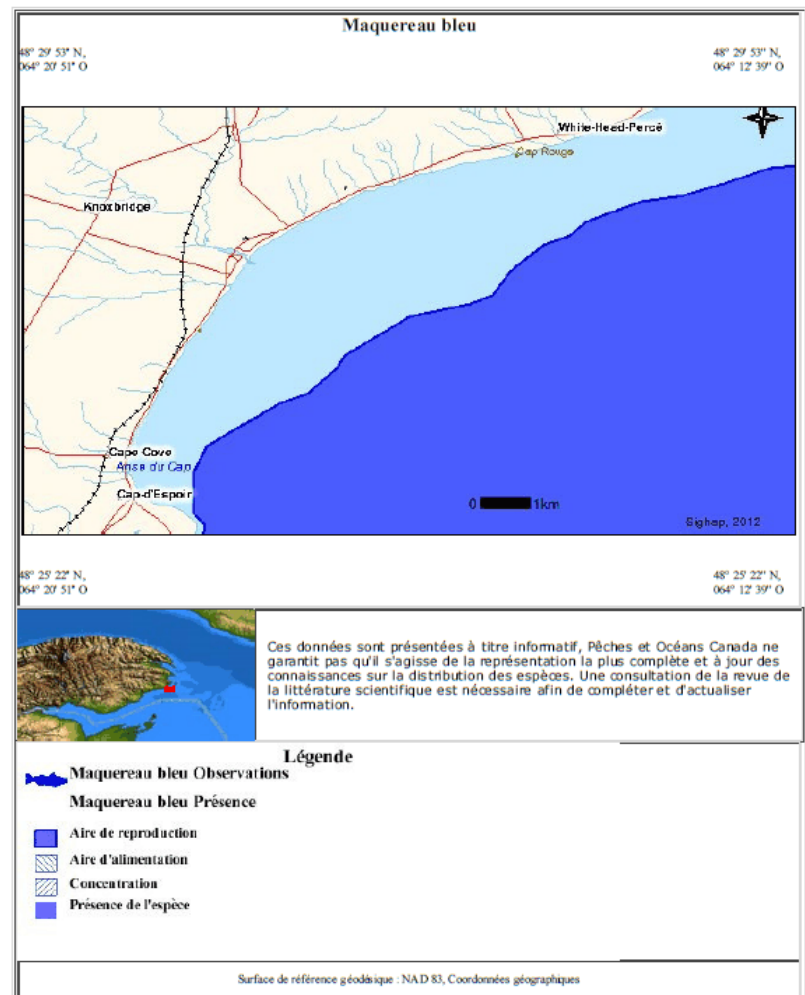 Maquereau bleu
48° 29' 53" N,
064° 20' 51" O
48° 29' 53" N,
064° 12' 39" O
White-Head-Percé
Cap Rouge
Knoxbridge
Cape Cove
Anse du Cap
Cap-d'Espoir
0 1km
Sighap, 2012
48° 25' 22" N,
064° 20' 51" O
48° 25' 22" N,
064° 12' 39" O
Ces données sont présentées à titre informatif, Pêches et Océans Canada ne
garantit pas qu'il s'agisse de la représentation la plus complète et à jour des
connaissances sur la distribution des espèces. Une consultation de la revue de
la littérature scientifique est nécessaire afin de compléter et d'actualiser
l'information.
Légende
Maquereau bleu Observations
Maquereau bleu Présence
Aire de reproduction
Aire d'alimentation
Concentration
Présence de l'espèce
Surface de référence géodésique : NAD 83, Coordonnées géographiques